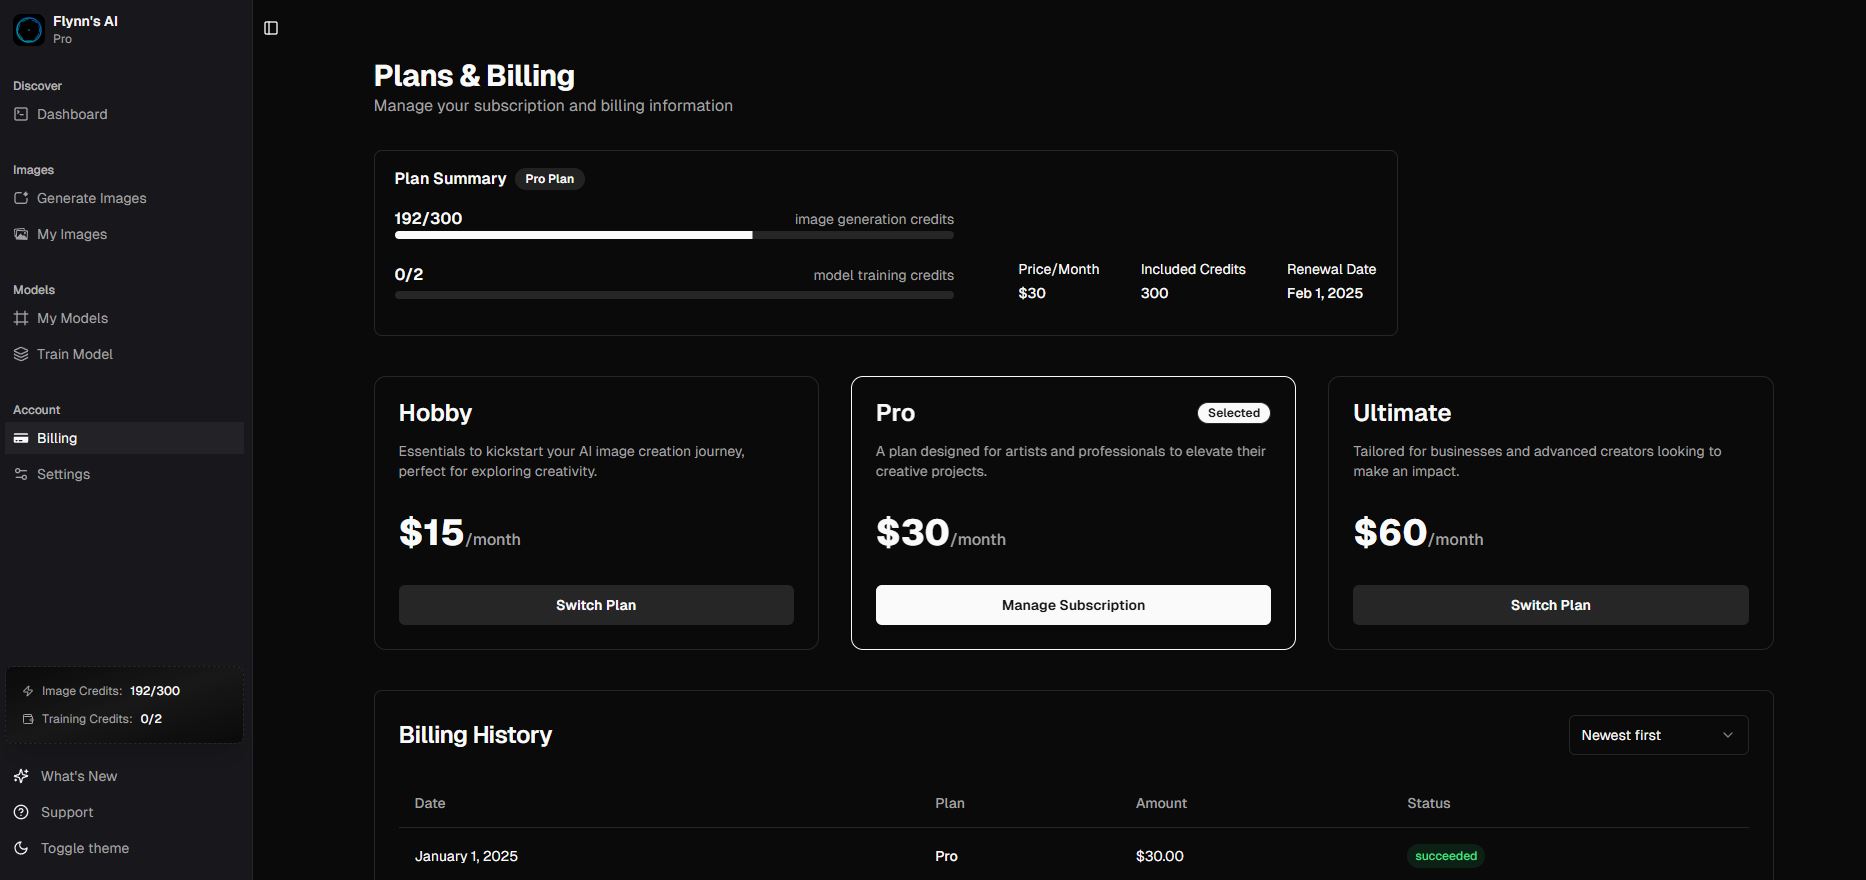 Flynn's AI
Pro
Discover
Dashboard
Images
Generate Images
My Images
Models
My Models
Train Model
Account
Billing
Settings
Image Credits: 192/300
Training Credits: 0/2
What's New
Support
Toggle theme
Plans & Billing
Manage your subscription and billing information
Plan Summary Pro Plan
192/300 image generation credits
0/2 model training credits
Price/Month Included Credits Renewal Date
$30 300 Feb 1, 2025
Hobby
Essentials to kickstart your AI image creation journey,
perfect for exploring creativity.
$15/month
Switch Plan
Pro Selected
A plan designed for artists and professionals to elevate their
creative projects.
$30/month
Manage Subscription
Ultimate
Tailored for businesses and advanced creators looking to
make an impact.
$60/month
Switch Plan
Billing History Newest first
Date Plan Amount Status
January 1, 2025 Pro $30.00 succeeded